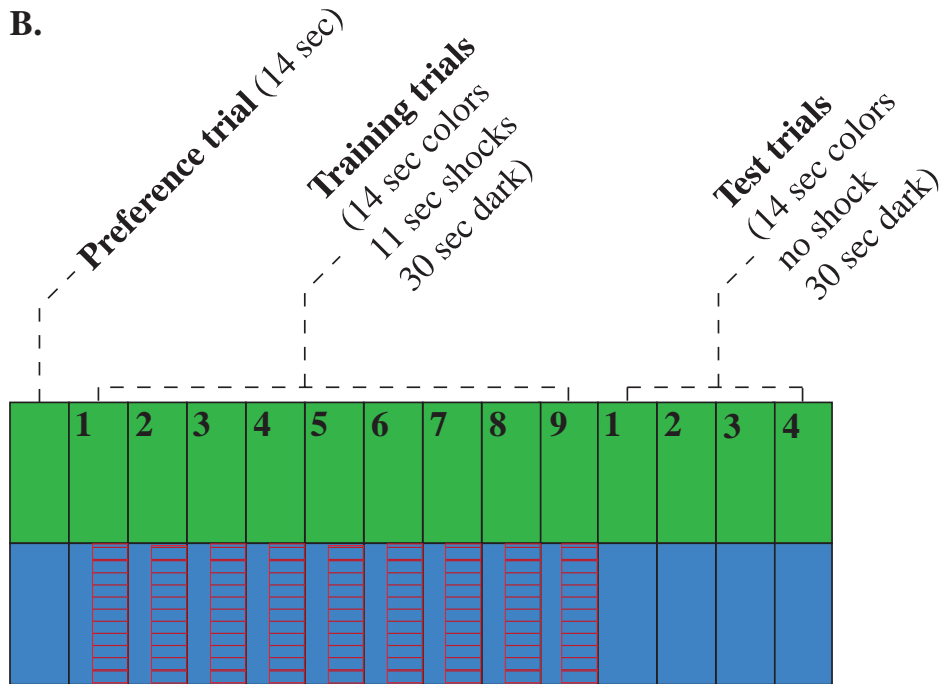 B.
Preference trial (14 sec)
Training trials
(14 sec colors
11 sec shocks
30 sec dark)
Test trials
(14 sec colors
no shock
30 sec dark)
1 2 3 4 5 6 7 8 9 1 2 3 4